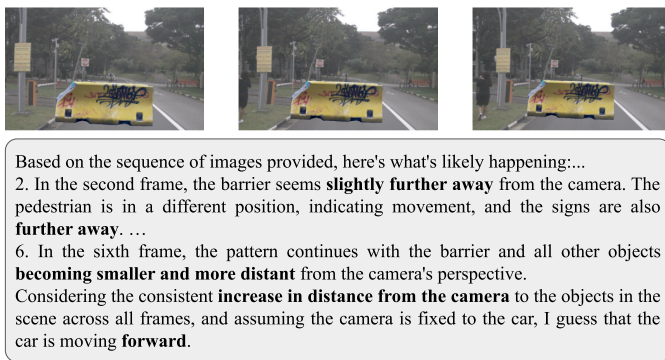 Based on the sequence of images provided, here's what's likely happening:...
2. In the second frame, the barrier seems slightly further away from the camera. The
pedestrian is in a different position, indicating movement, and the signs are also
further away. …
6. In the sixth frame, the pattern continues with the barrier and all other objects
becoming smaller and more distant from the camera's perspective.
Considering the consistent increase in distance from the camera to the objects in the
scene across all frames, and assuming the camera is fixed to the car, I guess that the
car is moving forward.